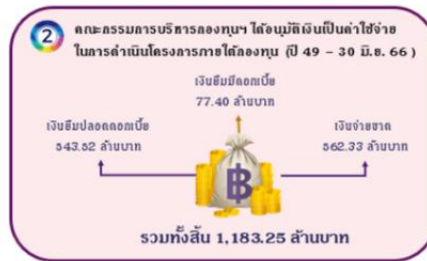 2
คณะกรรมการบริหารกองทุนฯ ได้อนุมัติเงินเป็นค่าใช้จ่าย
ในการดำเนินโครงการภายใต้กองทุน (ปี 49 – 30 มิ.ย. 66 )
เงินยืมมีดอกเบี้ย
77.40 ล้านบาท
เงินยืมปลอดดอกเบี้ย
543.52 ล้านบาท
เงินจ่ายขาด
562.33 ล้านบาท
฿
รวมทั้งสิ้น 1,183.25 ล้านบาท